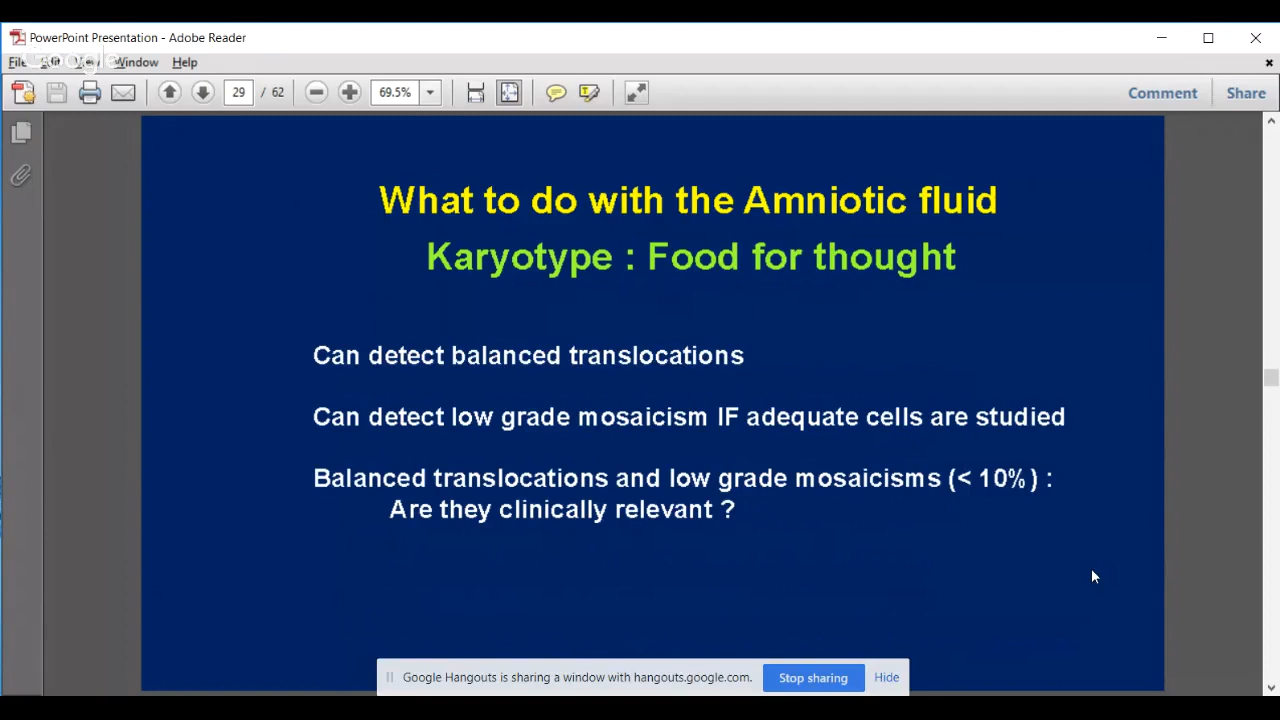 PowerPoint Presentation - Adobe Reader
Google
File Edit View Window Help
29 / 62 69.5% Comment Share
What to do with the Amniotic fluid
Karyotype : Food for thought
Can detect balanced translocations
Can detect low grade mosaicism IF adequate cells are studied
Balanced translocations and low grade mosaicisms (< 10%) :
Are they clinically relevant ?
Google Hangouts is sharing a window with hangouts.google.com. Stop sharing Hide